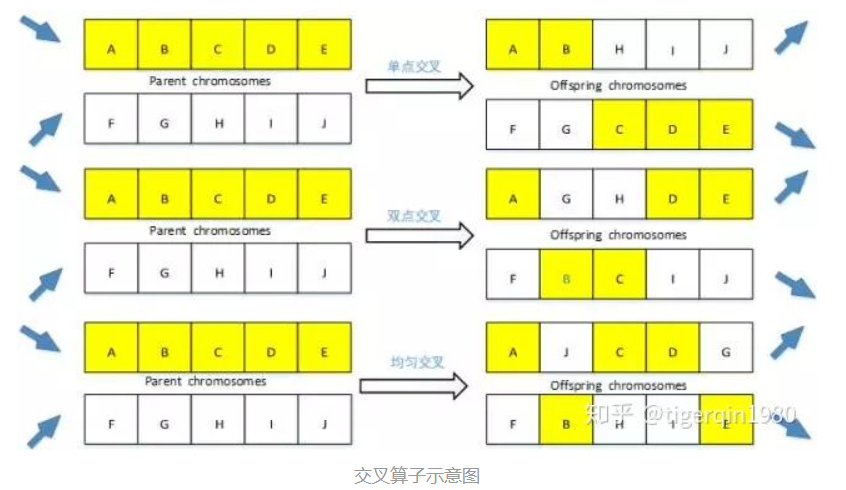 A B C D E
Parent chromosomes
F G H I J
单点交叉
A B H I J
Offspring chromosomes
F G C D E
A B C D E
Parent chromosomes
F G H I J
双点交叉
A G H D E
Offspring chromosomes
F B C I J
A B C D E
Parent chromosomes
F G H I J
均匀交叉
A J C D G
Offspring chromosomes
F B H I E
知乎 @tigerqin1980
交叉算子示意图